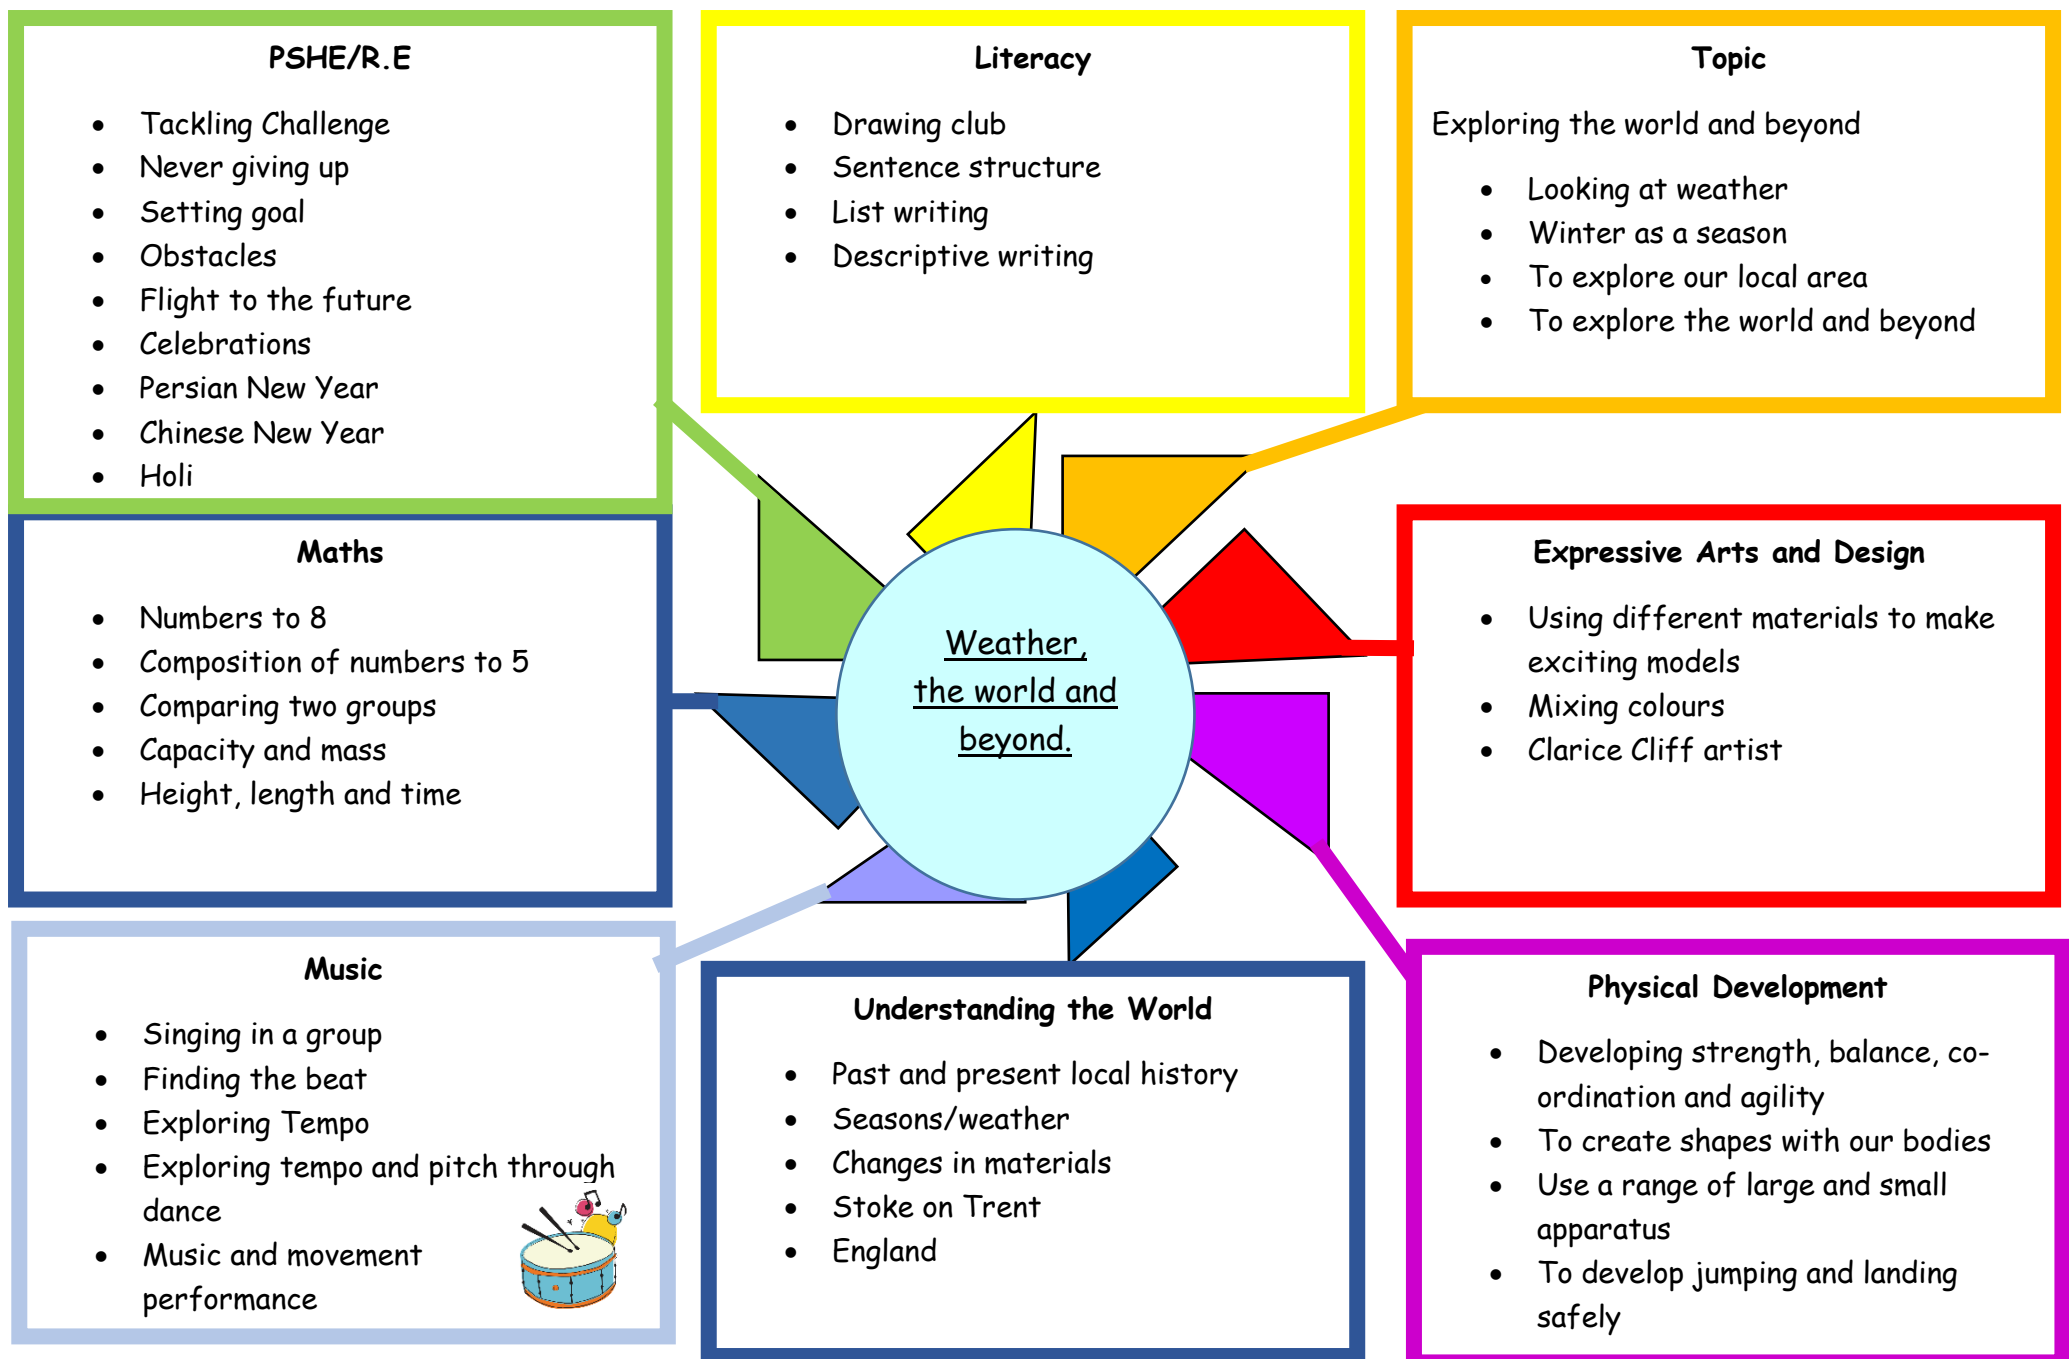 PSHE/R.E
• Tackling Challenge
• Never giving up
• Setting goal
• Obstacles
• Flight to the future
• Celebrations
• Persian New Year
• Chinese New Year
• Holi
Literacy
• Drawing club
• Sentence structure
• List writing
• Descriptive writing
Topic
Exploring the world and beyond
• Looking at weather
• Winter as a season
• To explore our local area
• To explore the world and beyond
Maths
• Numbers to 8
• Composition of numbers to 5
• Comparing two groups
• Capacity and mass
• Height, length and time
Weather,
the world and
beyond.
Expressive Arts and Design
• Using different materials to make
exciting models
• Mixing colours
• Clarice Cliff artist
Music
• Singing in a group
• Finding the beat
• Exploring Tempo
• Exploring tempo and pitch through
dance
• Music and movement
performance
Understanding the World
• Past and present local history
• Seasons/weather
• Changes in materials
• Stoke on Trent
• England
Physical Development
• Developing strength, balance, co-
ordination and agility
• To create shapes with our bodies
• Use a range of large and small
apparatus
• To develop jumping and landing
safely